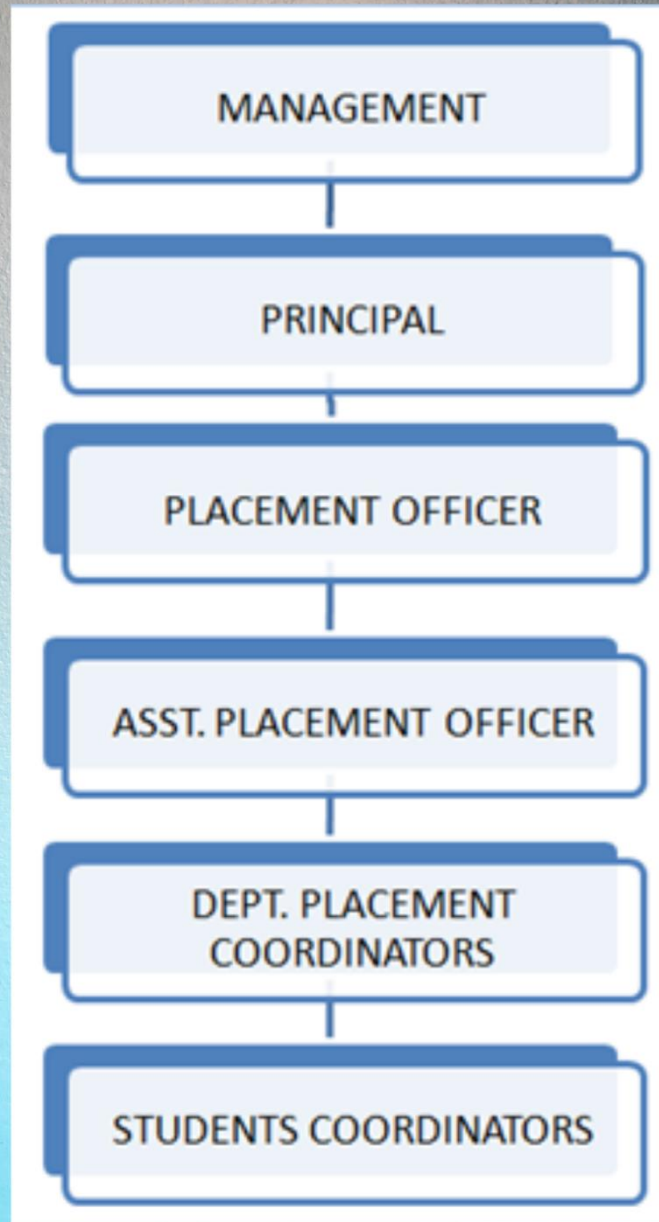 MANAGEMENT
PRINCIPAL
PLACEMENT OFFICER
ASST. PLACEMENT OFFICER
DEPT. PLACEMENT
COORDINATORS
STUDENTS COORDINATORS